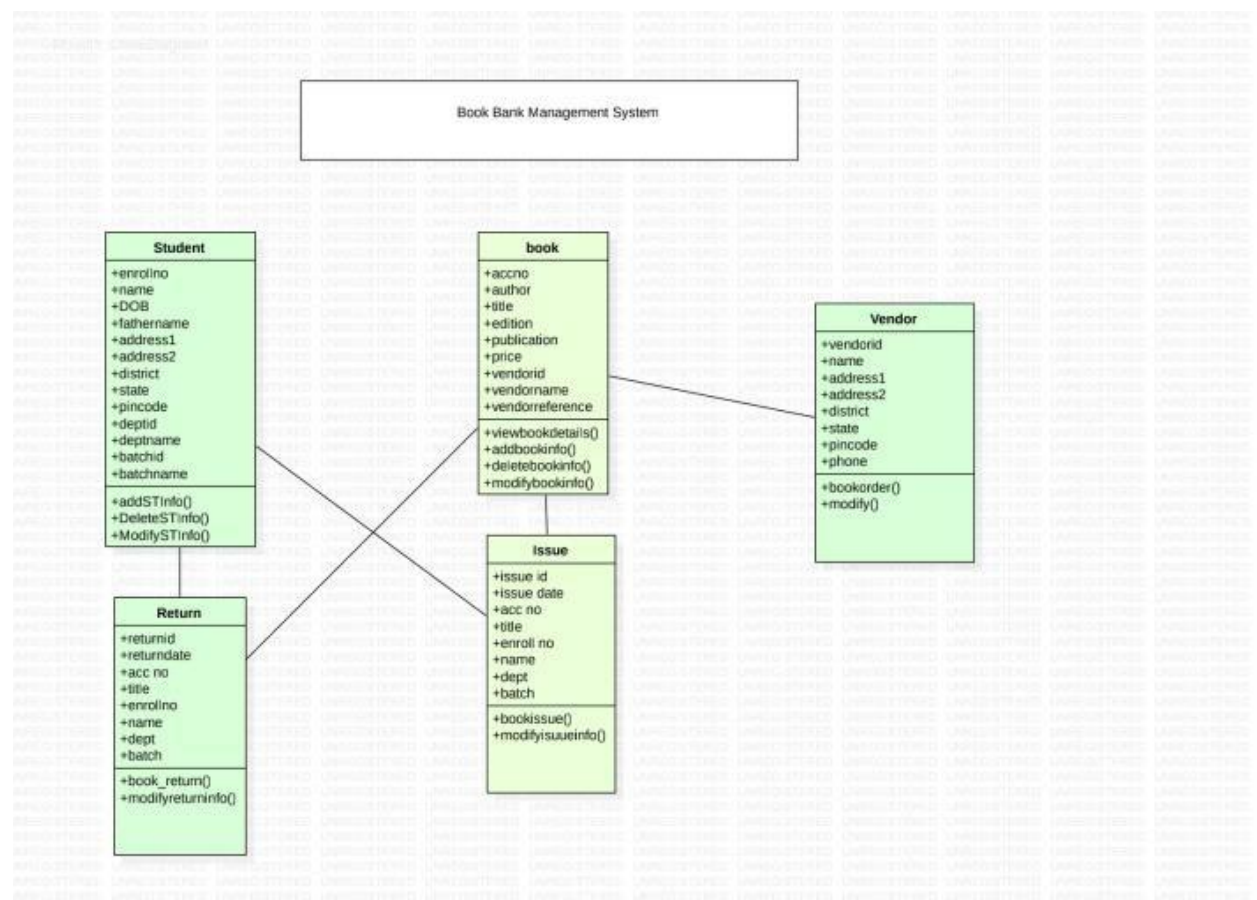 Book Bank Management System
Student
+enrollno
+name
+DOB
+fathername
+address1
+address2
+district
+state
+pincode
+deptid
+deptname
+batchid
+batchname
+addSTInfo()
+DeleteSTInfo()
+ModifySTInfo()
book
+accno
+author
+title
+edition
+publication
+price
+vendorid
+vendorname
+vendorreference
+viewbookdetails()
+addbookinfo()
+deletebookinfo()
+modifybookinfo()
Vendor
+vendorid
+name
+address1
+address2
+district
+state
+pincode
+phone
+bookorder()
+modify()
Return
+returnid
+returndate
+acc no
+title
+enrollno
+name
+dept
+batch
+book_return()
+modifyreturninfo()
Issue
+issue id
+issue date
+acc no
+title
+enroll no
+name
+dept
+batch
+bookissue()
+modifyisuueinfo()